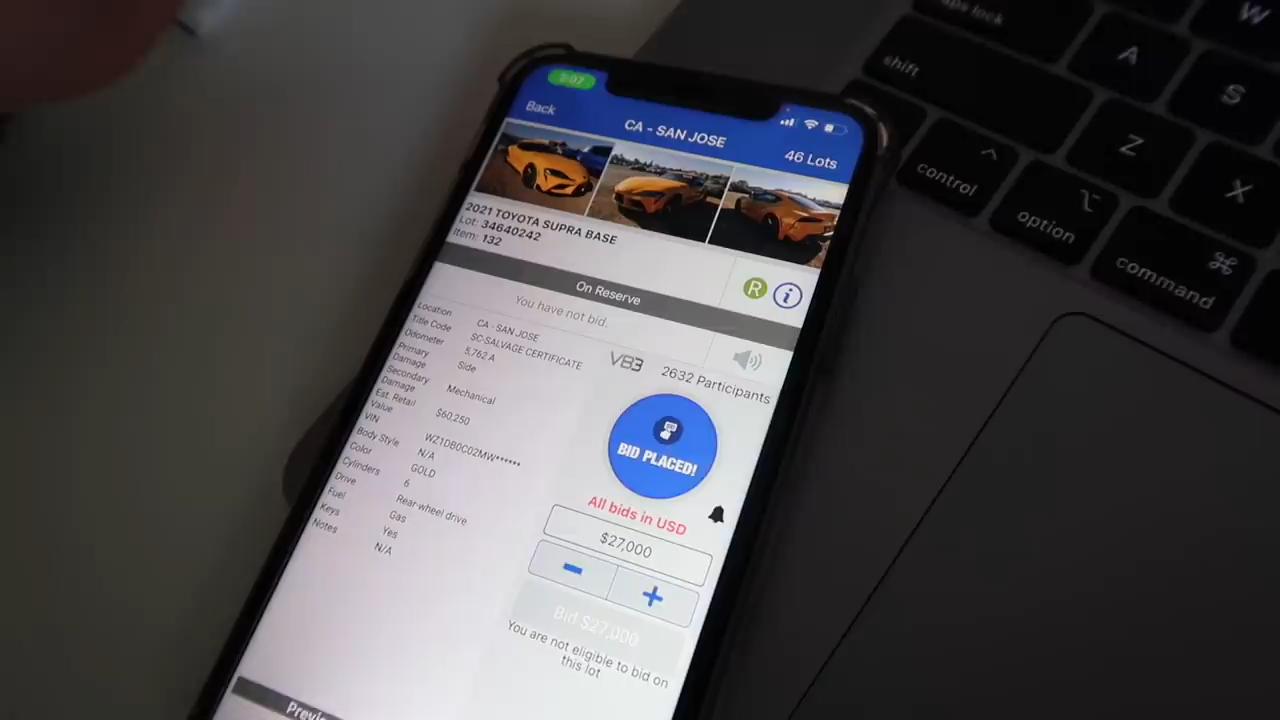 3:07
Back
CA - SAN JOSE
46 Lots
2021 TOYOTA SUPRA BASE
Lot: 34640242
Item: 132
R
i
On Reserve
You have not bid.
Location CA - SAN JOSE
Title Code SC-SALVAGE CERTIFICATE
Odometer 5,762 A
Primary Damage Side
Secondary Damage Mechanical
Est. Retail Value $60,250
VIN WZ1DB0C02MW******
Body Style N/A
Color GOLD
Cylinders 6
Drive Rear-wheel drive
Fuel Gas
Keys Yes
Notes N/A
VB3
2632 Participants
BID PLACED!
All bids in USD
$27,000
Bid $27,000
You are not eligible to bid on
this lot
caps lock
shift
A
S
W
Z
X
control
option
command